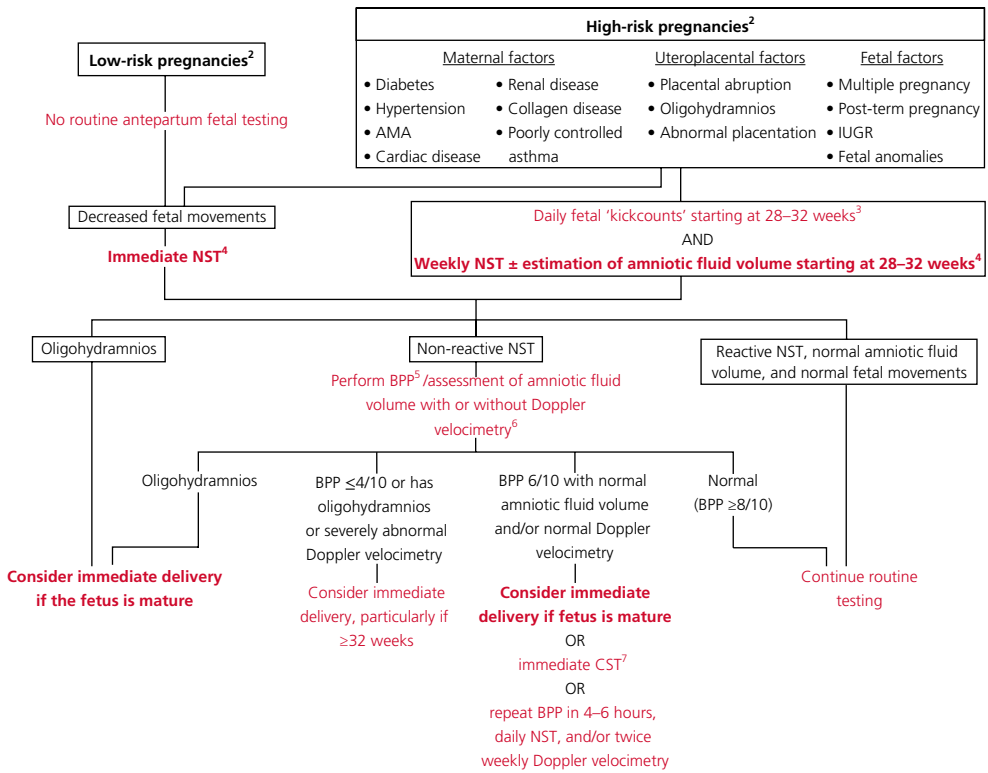 High-risk pregnancies²
Low-risk pregnancies²
Maternal factors
Uteroplacental factors
Fetal factors
• Diabetes
• Hypertension
• AMA
• Cardiac disease
• Renal disease
• Collagen disease
• Poorly controlled
asthma
• Placental abruption
• Oligohydramnios
• Abnormal placentation
• Multiple pregnancy
• Post-term pregnancy
• IUGR
• Fetal anomalies
No routine antepartum fetal testing
Decreased fetal movements
Immediate NST⁴
Daily fetal ‘kickcounts’ starting at 28–32 weeks³
AND
Weekly NST ± estimation of amniotic fluid volume starting at 28–32 weeks⁴
Oligohydramnios
Non-reactive NST
Reactive NST, normal amniotic fluid
volume, and normal fetal movements
Perform BPP⁵/assessment of amniotic fluid
volume with or without Doppler
velocimetry⁶
Oligohydramnios
BPP ≤4/10 or has
oligohydramnios
or severely abnormal
Doppler velocimetry
BPP 6/10 with normal
amniotic fluid volume
and/or normal Doppler
velocimetry
Normal
(BPP ≥8/10)
Consider immediate delivery
if the fetus is mature
Consider immediate
delivery, particularly if
≥32 weeks
Consider immediate
delivery if fetus is mature
OR
immediate CST⁷
OR
repeat BPP in 4–6 hours,
daily NST, and/or twice
weekly Doppler velocimetry
Continue routine
testing